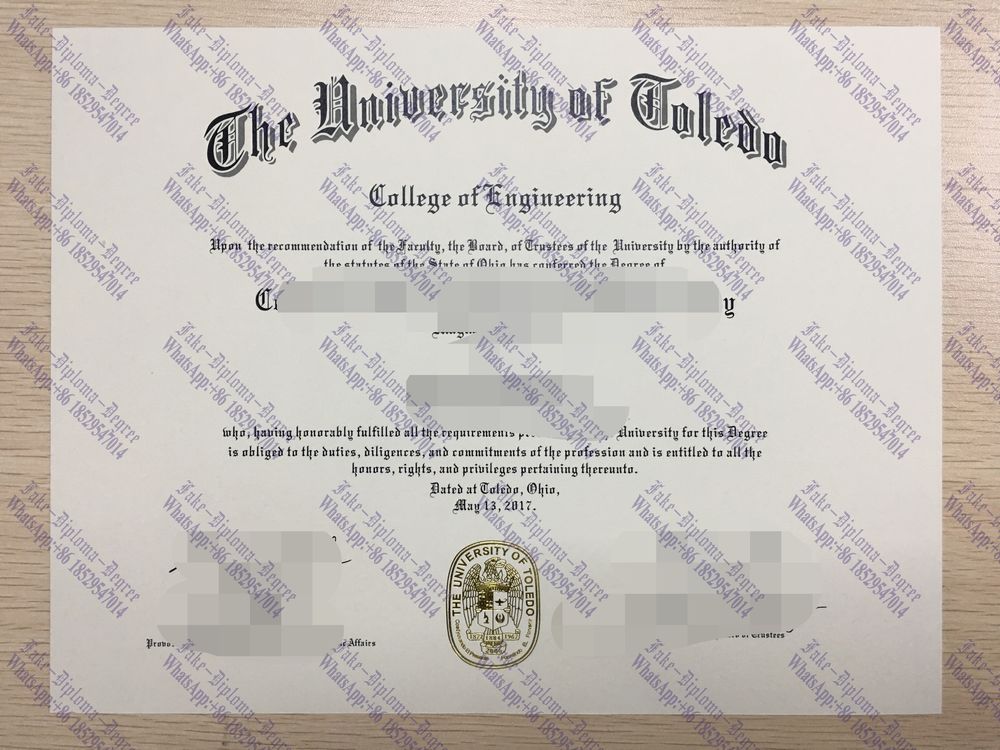 The University of Toledo
College of Engineering
Upon the recommendation of the Faculty, the Board, of Trustees of the University by the authority of
the statutes of the State of Ohio has conferred the Degree of
y
who, having honorably fulfilled all the requirements University for this Degree
is obliged to the duties, diligences, and commitments of the profession and is entitled to all the
honors, rights, and privileges pertaining thereunto.
Dated at Toledo, Ohio,
May 13, 2017.
THE UNIVERSITY OF TOLEDO
1872 1884 1967
Affairs
Trustees
Fake-Diploma-Degree
WhatsApp:+86 18529547014